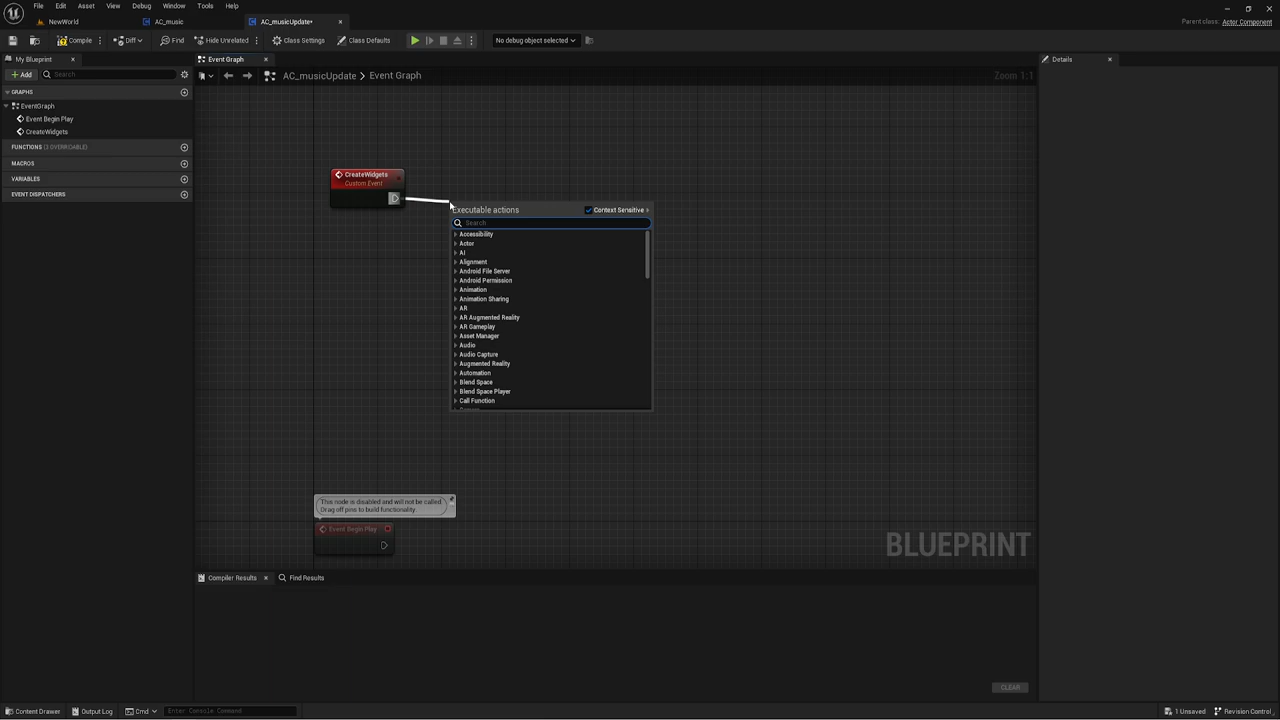 File Edit Asset View Debug Window Tools Help
NewWorld AC_music AC_musicUpdate•
Parent class: Actor Component
Compile Diff Find Hide Unrelated Class Settings Class Defaults No debug object selected
My Blueprint
Add Search
GRAPHS
EventGraph
Event Begin Play
CreateWidgets
FUNCTIONS (3 OVERRIDABLE)
MACROS
VARIABLES
EVENT DISPATCHERS
Event Graph
AC_musicUpdate > Event Graph
Zoom 1:1
CreateWidgets
Custom Event
Executable actions Context Sensitive
Search
Accessibility
Actor
AI
Alignment
Android File Server
Android Permission
Animation
Animation Sharing
AR
AR Augmented Reality
AR Gameplay
Asset Manager
Audio
Audio Capture
Augmented Reality
Automation
Blend Space
Blend Space Player
Call Function
This node is disabled and will not be called.
Drag off pins to build functionality.
Event Begin Play
BLUEPRINT
Details
Compiler Results Find Results
CLEAR
Content Drawer Output Log Cmd Enter Console Command 1 Unsaved Revision Control